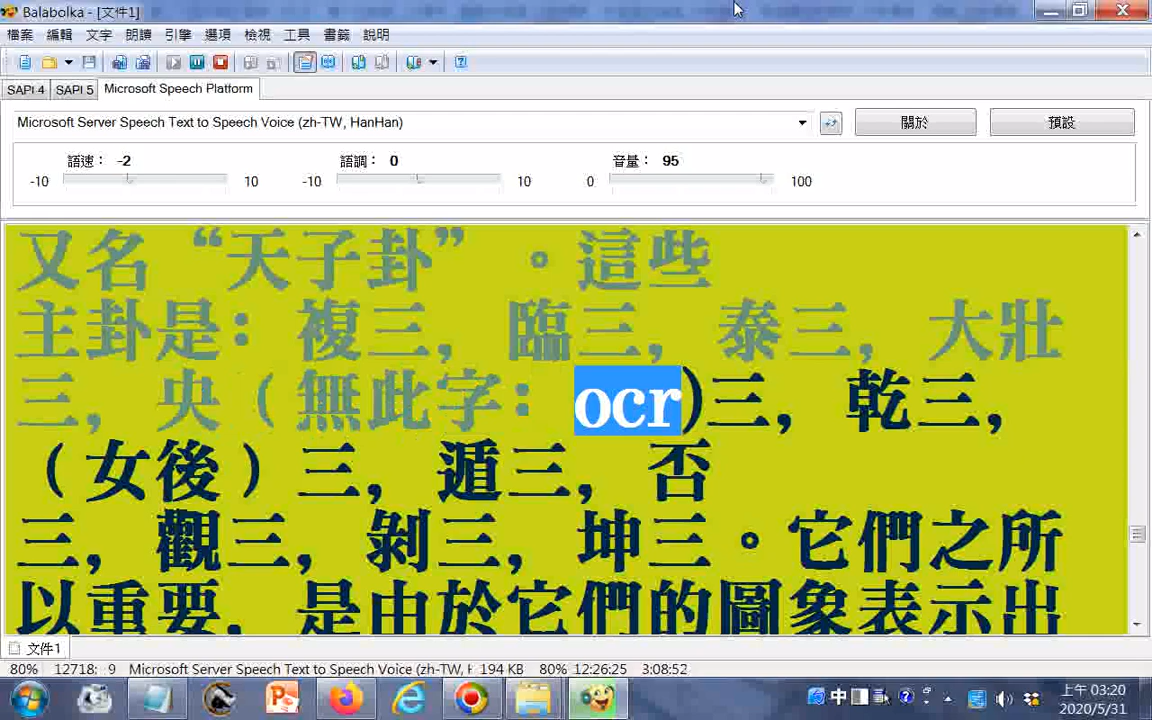 Balabolka - [文件1]
檔案 編輯 文字 朗讀 引擎 選項 檢視 工具 書籤 說明
SAPI 4 SAPI 5 Microsoft Speech Platform
Microsoft Server Speech Text to Speech Voice (zh-TW, HanHan) 關於 預設
語速： -2 語調： 0 音量： 95
-10 10 -10 10 0 100
又名“天子卦”。這些
主卦是：複三，臨三，泰三，大壯
三，央（無此字：ocr)三，乾三，
（女後）三，遁三，否
三，觀三，剝三，坤三。它們之所
以重要，是由於它們的圖象表示出
文件1
80% 12718: 9 Microsoft Server Speech Text to Speech Voice (zh-TW, H 194 KB 80% 12:26:25 3:08:52
中 上午 03:20
2020/5/31